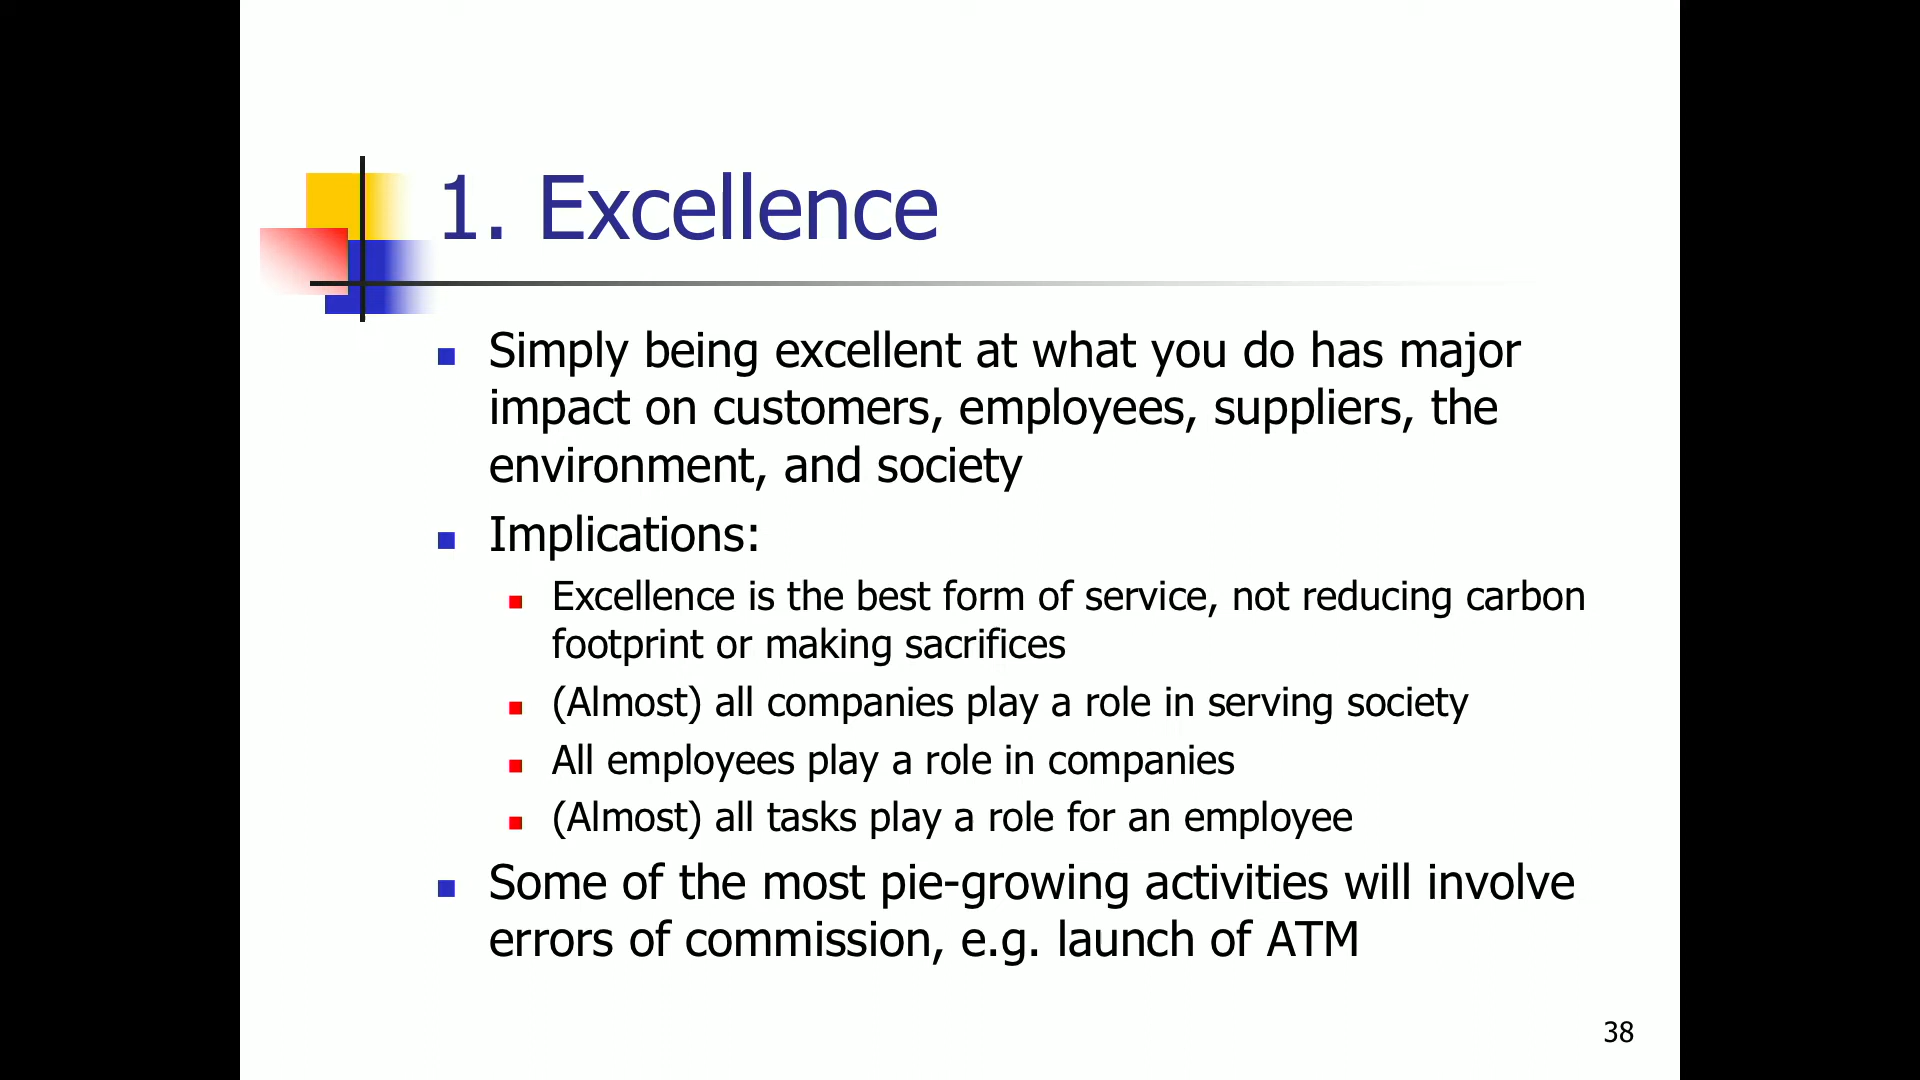 1. Excellence
Simply being excellent at what you do has major
impact on customers, employees, suppliers, the
environment, and society
Implications:
Excellence is the best form of service, not reducing carbon
footprint or making sacrifices
(Almost) all companies play a role in serving society
All employees play a role in companies
(Almost) all tasks play a role for an employee
Some of the most pie-growing activities will involve
errors of commission, e.g. launch of ATM
38